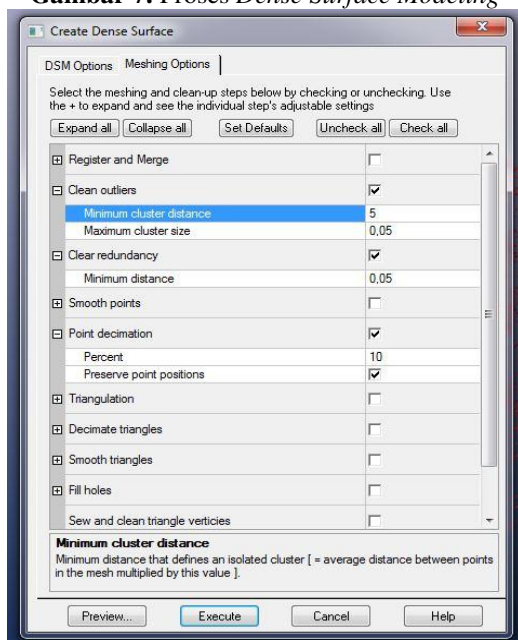 Gambar 7. Proses Dense Surface Modeling
Create Dense Surface
DSM Options Meshing Options
Select the meshing and clean-up steps below by checking or unchecking. Use
the + to expand and see the individual step's adjustable settings
Expand all Collapse all Set Defaults Uncheck all Check all
Register and Merge
Clean outliers
Minimum cluster distance 5
Maximum cluster size 0,05
Clear redundancy
Minimum distance 0,05
Smooth points
Point decimation
Percent 10
Preserve point positions
Triangulation
Decimate triangles
Smooth triangles
Fill holes
Sew and clean triangle verticies
Minimum cluster distance
Minimum distance that defines an isolated cluster [ = average distance between points
in the mesh multiplied by this value ].
Preview... Execute Cancel Help